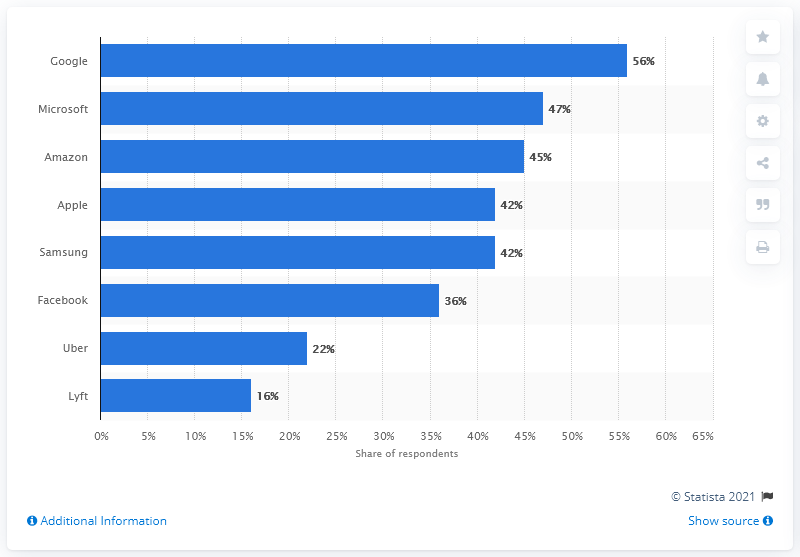 Google 56%
Microsoft 47%
Amazon 45%
Apple 42%
Samsung 42%
Facebook 36%
Uber 22%
Lyft 16%
0% 5% 10% 15% 20% 25% 30% 35% 40% 45% 50% 55% 60% 65%
Share of respondents
© Statista 2021
Additional Information Show source